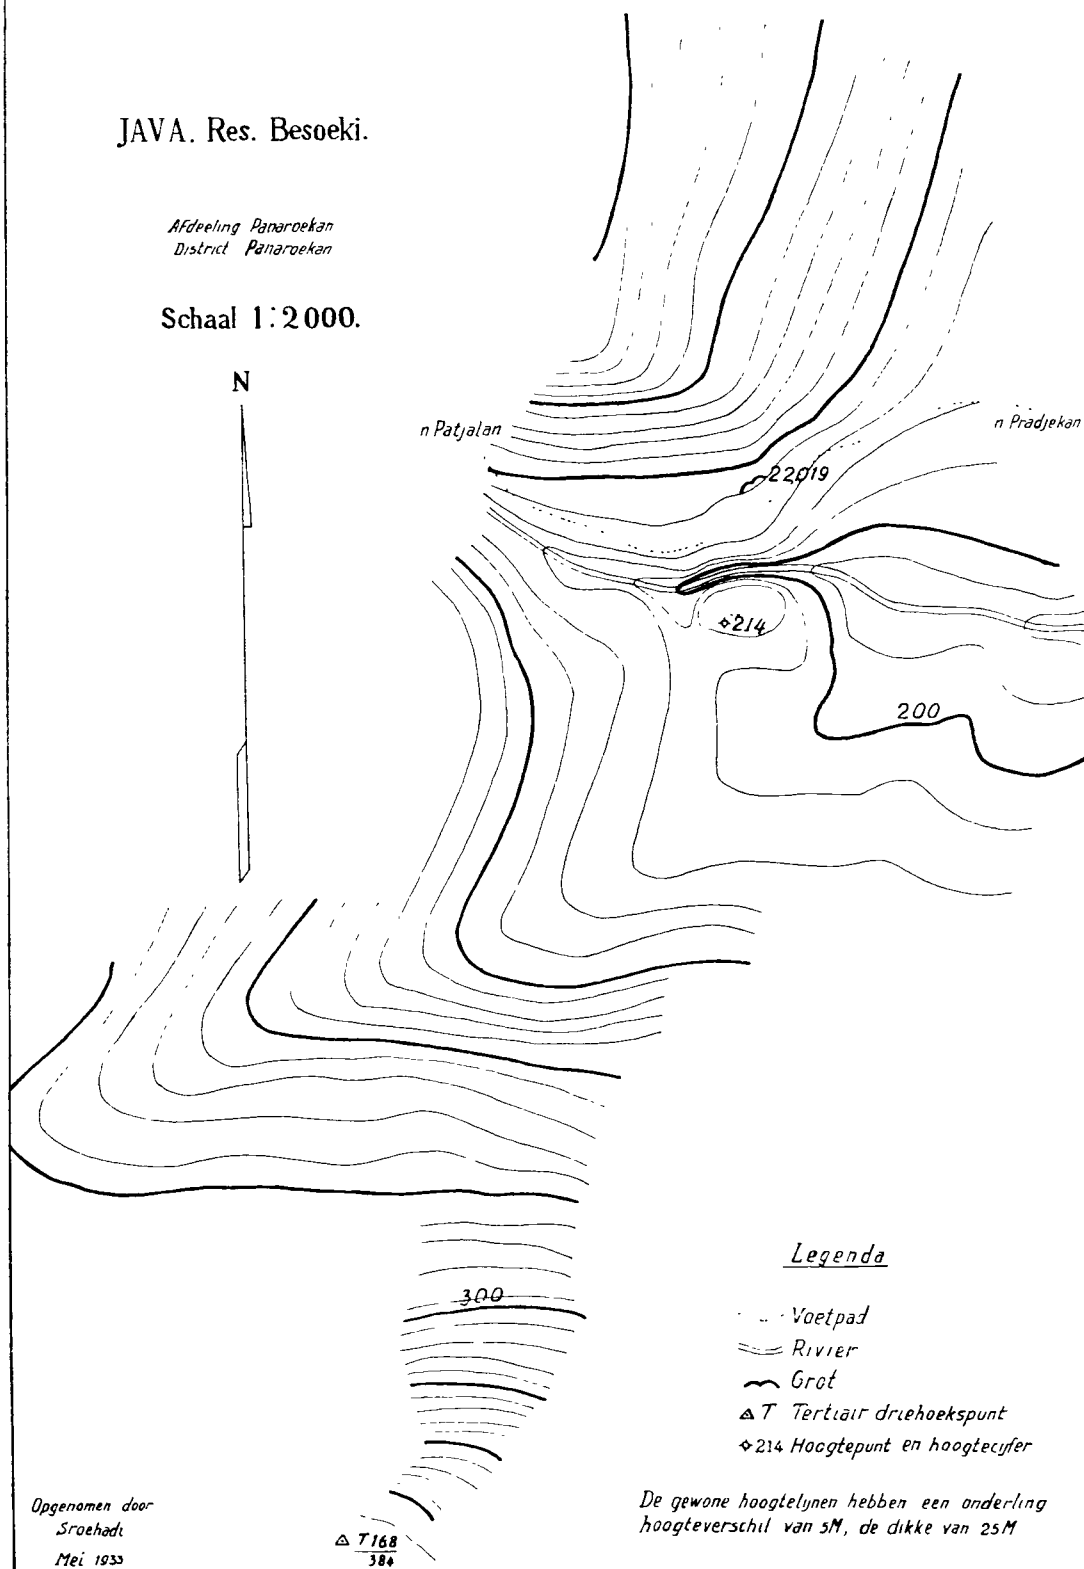 JAVA. Res. Besoeki.
Afdeeling Panaroekan
District Panaroekan
Schaal 1:2000.
N
n Patjalan
n Pradjekan
22019
214
200
300
Legenda
Voetpad
Rivier
Grot
T Tertiair driehoekspunt
214 Hoogtepunt en hoogtecijfer
De gewone hoogtelijnen hebben een onderling
hoogteverschil van 5M, de dikke van 25M
Opgenomen door
Sroehadi
Mei 1933
T168
384